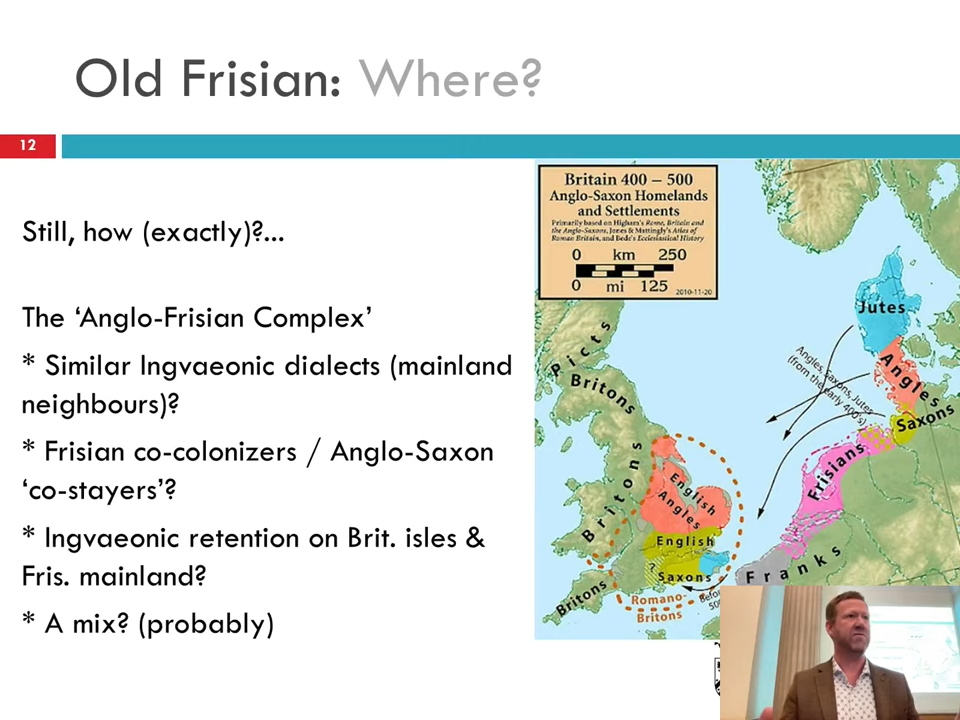 Old Frisian: Where?
12
Still, how (exactly)?...
The ‘Anglo-Frisian Complex’
* Similar Ingvaeonic dialects (mainland
neighbours)?
* Frisian co-colonizers / Anglo-Saxon
‘co-stayers’?
* Ingvaeonic retention on Brit. isles &
Fris. mainland?
* A mix? (probably)
Britain 400 – 500
Anglo-Saxon Homelands
and Settlements
Primarily based on Higham's Rome, Britain and
the Anglo-Saxons, Jones & Mattingly's Atlas of
Roman Britain, and Bede's Ecclesiastical History
0 km 250
0 mi 125
2010-11-20
Jutes
Angles
Saxons
Angles, Saxons, Jutes
(from the early 400's)
Frisians
Franks
Picts
Britons
Britons
English
Angles
English
?
Saxons
Britons
Romano-
Britons